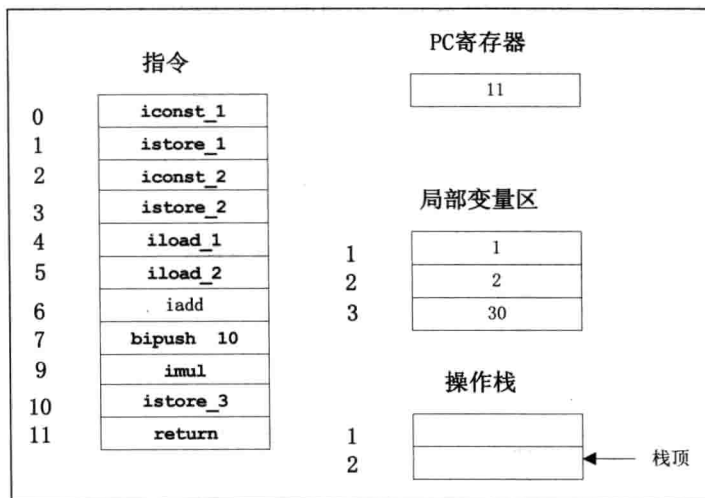 指令
0 iconst_1
1 istore_1
2 iconst_2
3 istore_2
4 iload_1
5 iload_2
6 iadd
7 bipush 10
9 imul
10 istore_3
11 return
PC寄存器
11
局部变量区
1 1
2 2
3 30
操作栈
1
2 栈顶